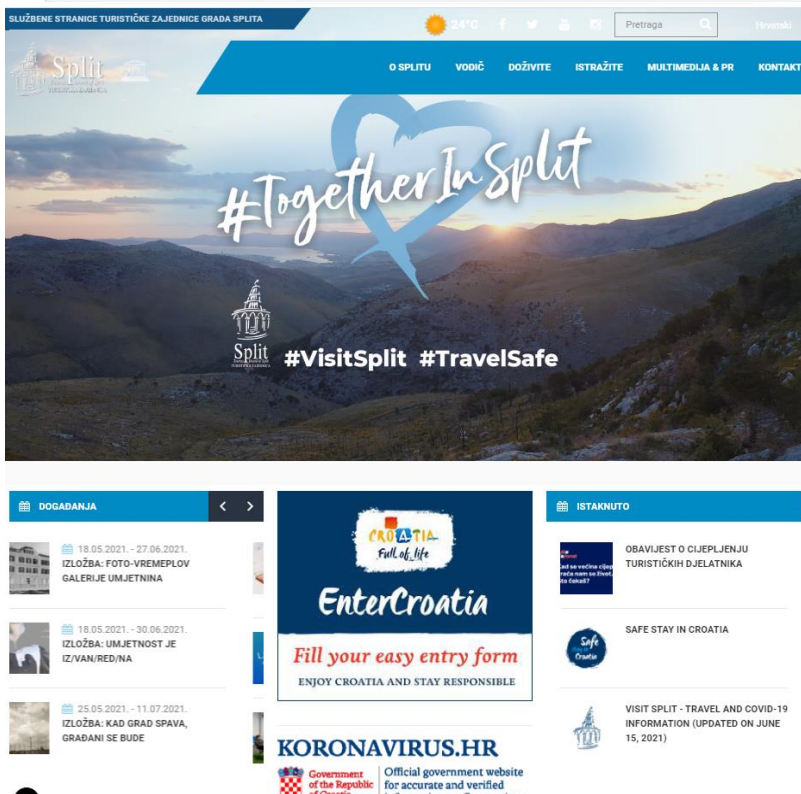 SLUŽBENE STRANICE TURISTIČKE ZAJEDNICE GRADA SPLITA
24°C
Pretraga
Hrvatski
Split
O SPLITU VODIČ DOŽIVITE ISTRAŽITE MULTIMEDIJA & PR KONTAKT
#TogetherInSplit
Split
#VisitSplit #TravelSafe
DOGAĐANJA
18.05.2021. - 27.06.2021.
IZLOŽBA: FOTO-VREMEPLOV
GALERIJE UMJETNINA
18.05.2021. - 30.06.2021.
IZLOŽBA: UMJETNOST JE
IZ/VAN/RED/NA
25.05.2021. - 11.07.2021.
IZLOŽBA: KAD GRAD SPAVA,
GRAĐANI SE BUDE
CROATIA
Full of life
EnterCroatia
Fill your easy entry form
ENJOY CROATIA AND STAY RESPONSIBLE
KORONAVIRUS.HR
Government
of the Republic
of Croatia
Official government website
for accurate and verified
ISTAKNUTO
OBAVIJEST O CIJEPLJENJU
TURISTIČKIH DJELATNIKA
Safe
Croatia
SAFE STAY IN CROATIA
VISIT SPLIT - TRAVEL AND COVID-19
INFORMATION (UPDATED ON JUNE
15, 2021)